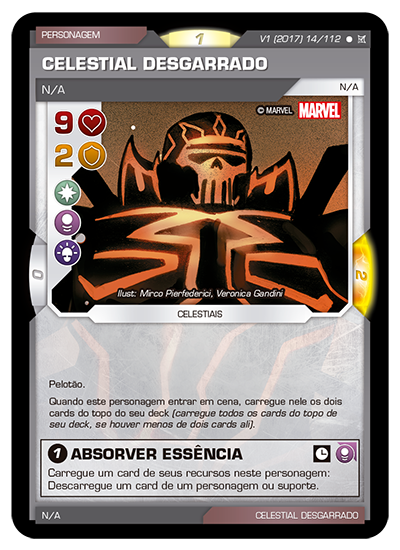 PERSONAGEM
1
V1 (2017) 14/112
CELESTIAL DESGARRADO
N/A
N/A
© MARVEL MARVEL
9
2
0
2
Ilust: Mirco Pierfederici, Veronica Gandini
CELESTIAIS
Pelotão.
Quando este personagem entrar em cena, carregue nele os dois
cards do topo do seu deck (carregue todos os cards do topo de
seu deck, se houver menos de dois cards ali).
1 ABSORVER ESSÊNCIA
Carregue um card de seus recursos neste personagem:
Descarregue um card de um personagem ou suporte.
N/A
CELESTIAL DESGARRADO